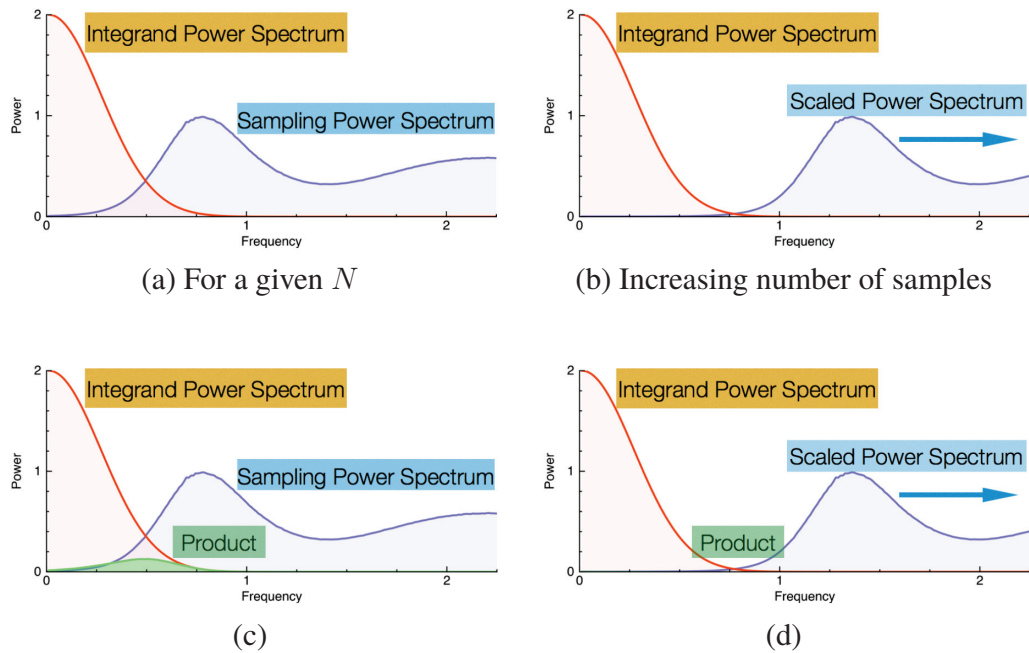 2
Integrand Power Spectrum
Sampling Power Spectrum
1
Power
0
0
1
2
Frequency
(a) For a given N
2
Integrand Power Spectrum
Scaled Power Spectrum
1
Power
0
0
1
2
Frequency
(b) Increasing number of samples
2
Integrand Power Spectrum
Sampling Power Spectrum
1
Power
Product
0
0
1
2
Frequency
(c)
2
Integrand Power Spectrum
Scaled Power Spectrum
1
Power
Product
0
0
1
2
Frequency
(d)